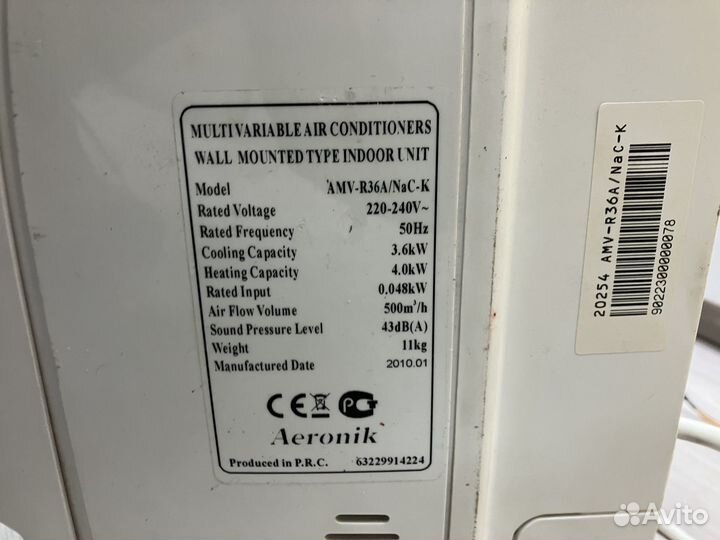 MULTIVARIABLE AIR CONDITIONERS
WALL MOUNTED TYPE INDOOR UNIT
Model AMV-R36A/NaC-K
Rated Voltage 220-240V~
Rated Frequency 50Hz
Cooling Capacity 3.6kW
Heating Capacity 4.0kW
Rated Input 0.048kW
Air Flow Volume 500m³/h
Sound Pressure Level 43dB(A)
Weight 11kg
Manufactured Date 2010.01
CE PCT
Aeronik
Produced in P.R.C. 63229914224
20254 AMV-R36A/NaC-K
9022300000078
Avito